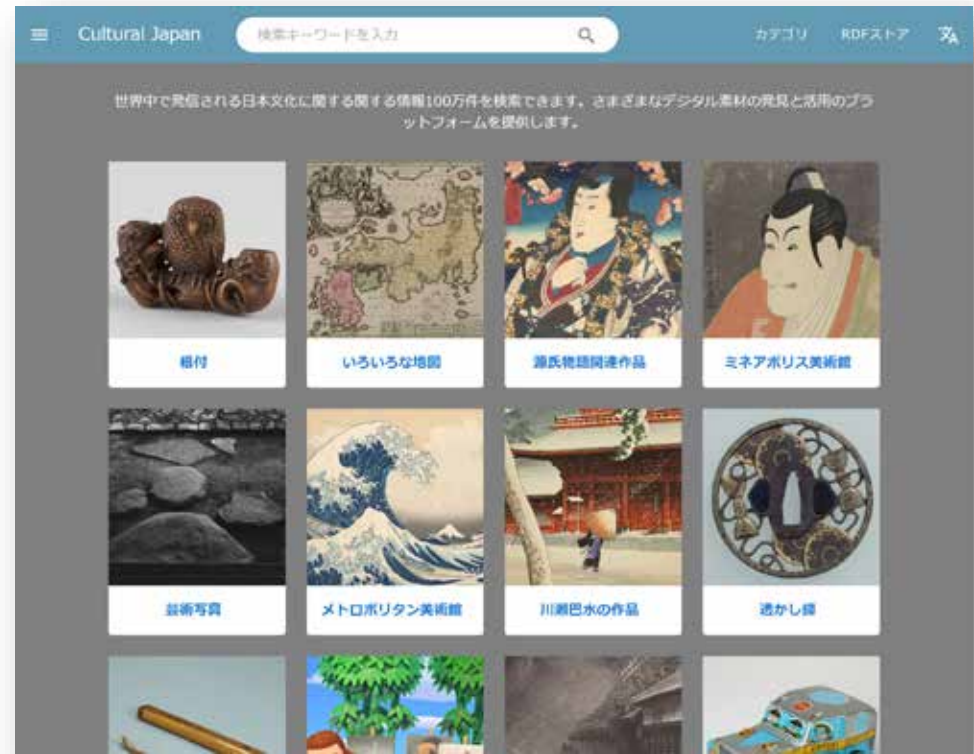 Cultural Japan
検索キーワードを入力
カテゴリ
RDFストア
世界中で発信される日本文化に関する関する情報100万件を検索できます。さまざまなデジタル素材の発見と活用のプラ
ットフォームを提供します。
根付
いろいろな地図
源氏物語関連作品
ミネアポリス美術館
芸術写真
メトロポリタン美術館
川瀬巴水の作品
透かし鐔